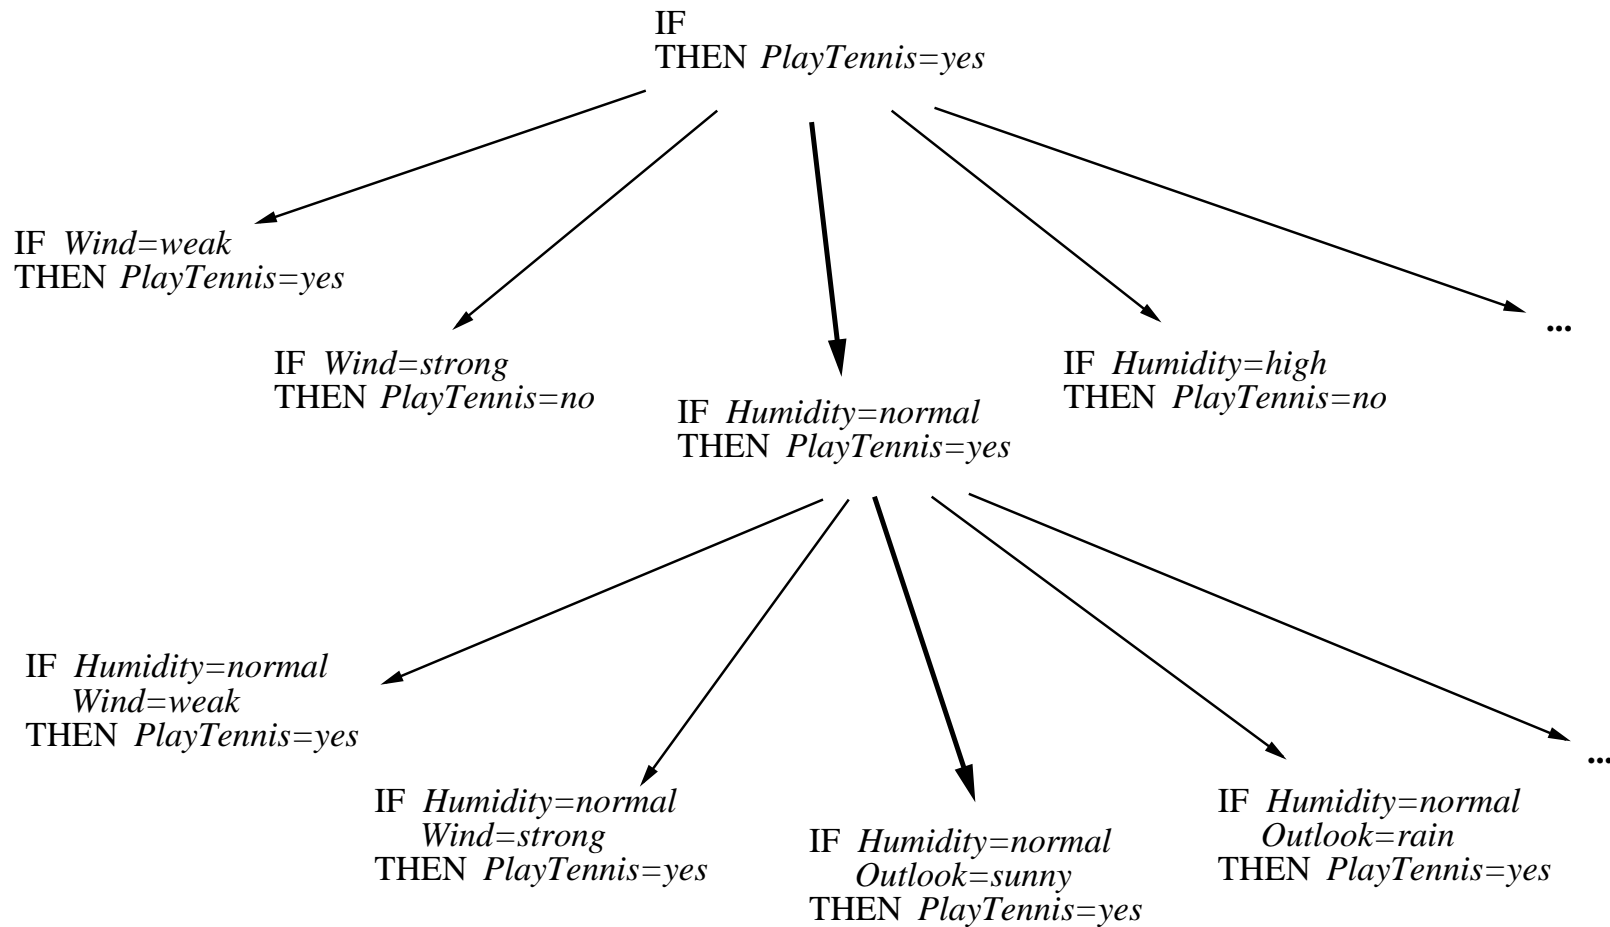 IF
THEN PlayTennis=yes
IF Wind=weak
THEN PlayTennis=yes
...
IF Wind=strong
THEN PlayTennis=no
IF Humidity=normal
THEN PlayTennis=yes
IF Humidity=high
THEN PlayTennis=no
IF Humidity=normal
Wind=weak
THEN PlayTennis=yes
...
IF Humidity=normal
Wind=strong
THEN PlayTennis=yes
IF Humidity=normal
Outlook=sunny
THEN PlayTennis=yes
IF Humidity=normal
Outlook=rain
THEN PlayTennis=yes